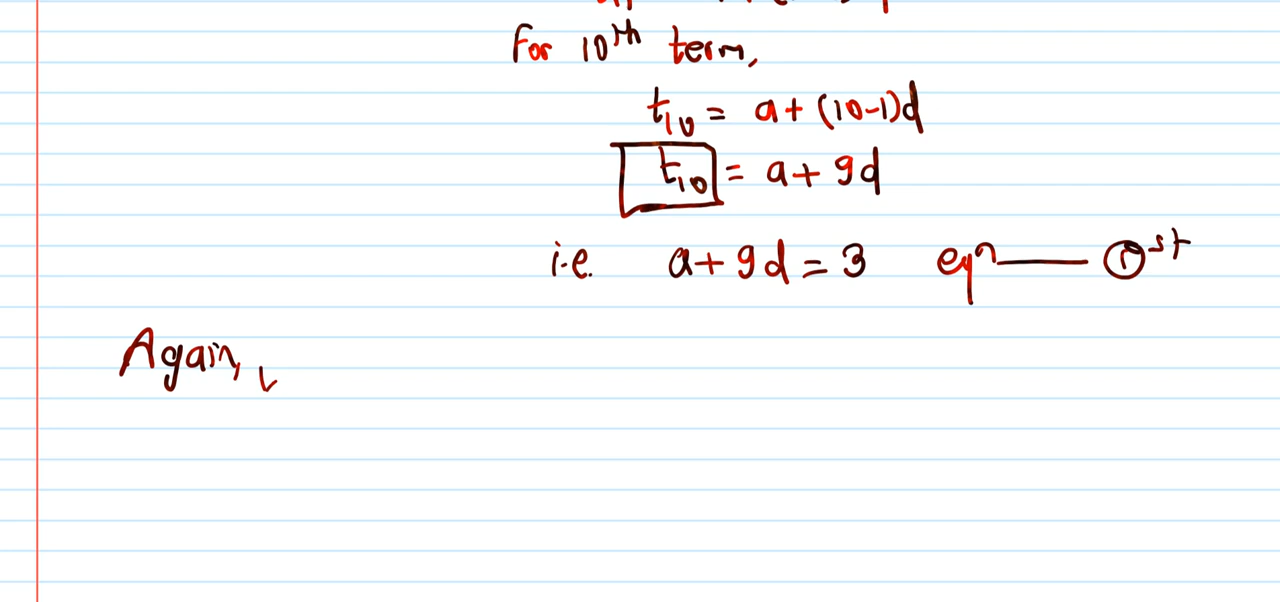 For 10th term,
t10 = a + (10-1)d
t10 = a + 9d
i.e. a + 9d = 3 eqn —— 1st
Again,